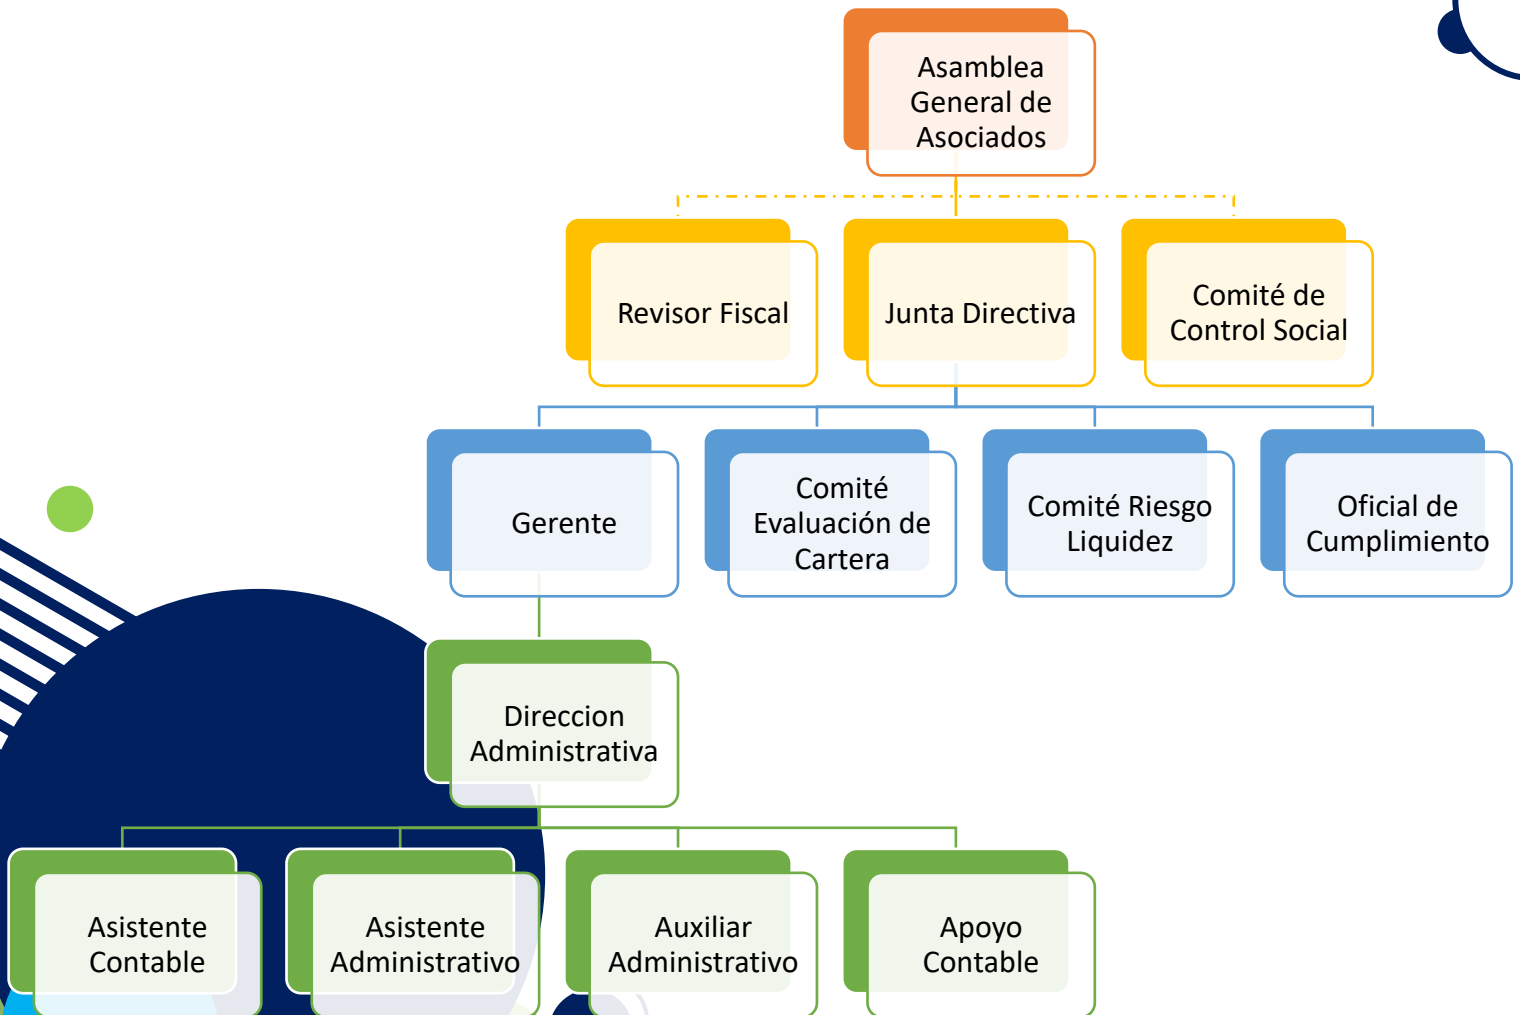 Asamblea
General de
Asociados
Revisor Fiscal
Junta Directiva
Comité de
Control Social
Gerente
Comité
Evaluación de
Cartera
Comité Riesgo
Liquidez
Oficial de
Cumplimiento
Direccion
Administrativa
Asistente
Contable
Asistente
Administrativo
Auxiliar
Administrativo
Apoyo
Contable